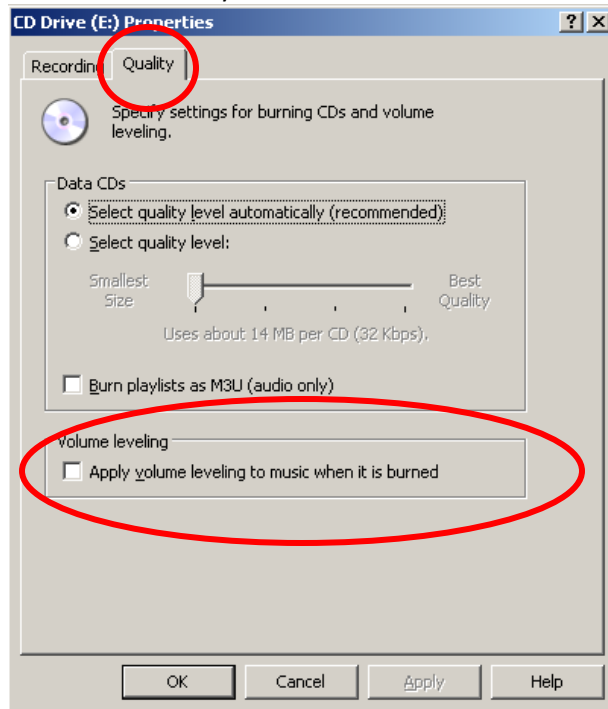 CD Drive (E:) Properties
Recording Quality
Specify settings for burning CDs and volume
leveling.
Data CDs
Select quality level automatically (recommended)
Select quality level:
Smallest
Size
Best
Quality
Uses about 14 MB per CD (32 Kbps).
Burn playlists as M3U (audio only)
Volume leveling
Apply volume leveling to music when it is burned
OK Cancel Apply Help